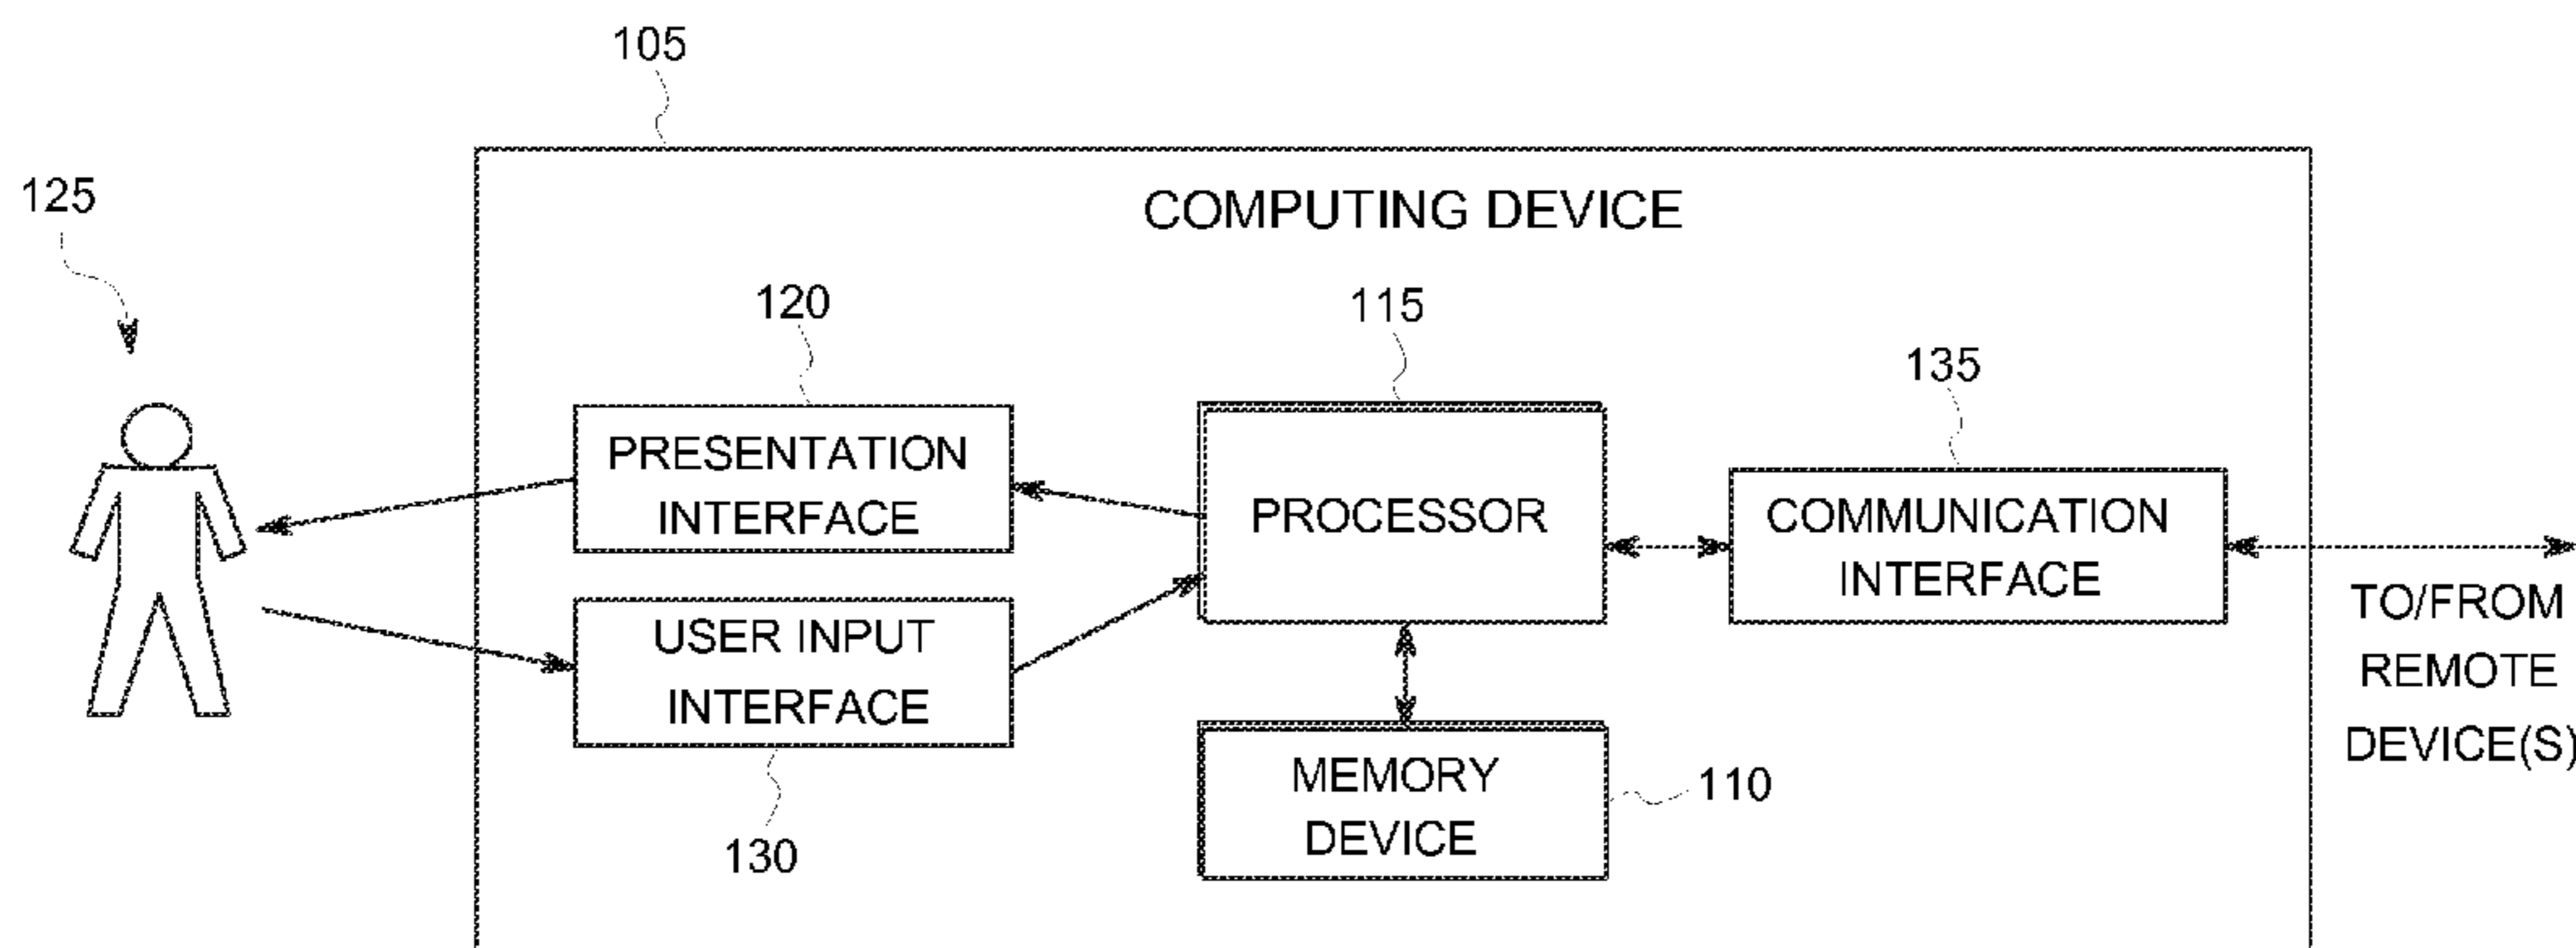 105
125
COMPUTING DEVICE
120
115
135
PRESENTATION
INTERFACE
PROCESSOR
COMMUNICATION
INTERFACE
USER INPUT
INTERFACE
TO/FROM
REMOTE
DEVICE(S)
MEMORY
DEVICE
110
130